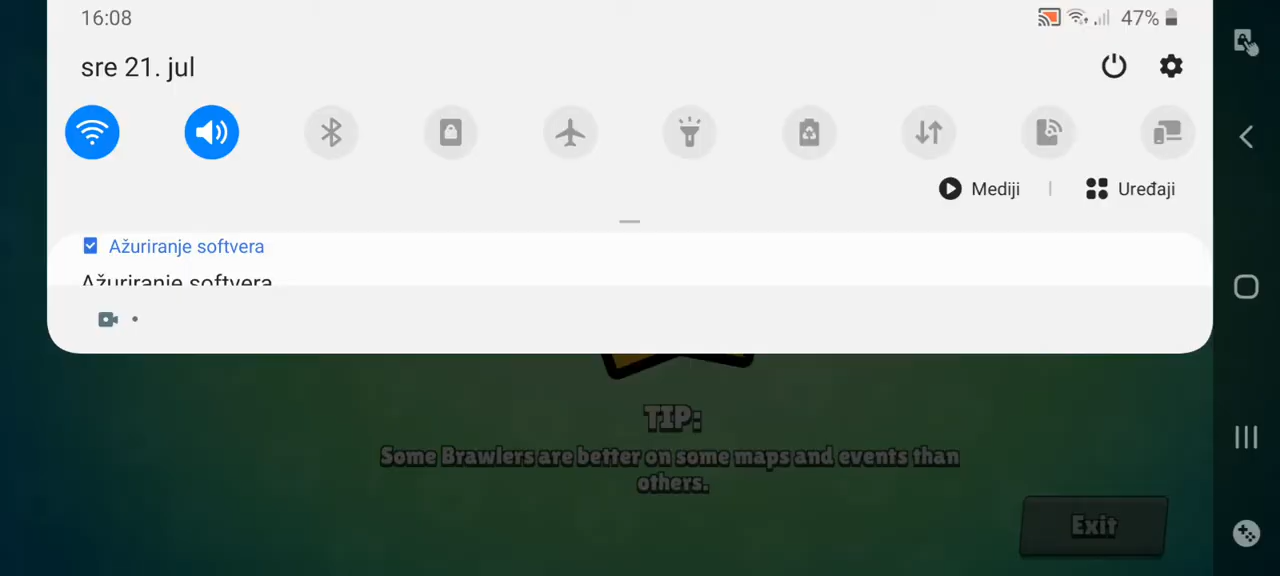 16:08
47%
sre 21. jul
Mediji
Uređaji
Ažuriranje softvera
Ažuriranje softvera
TIP:
Some Brawlers are better on some maps and events than
others.
Exit